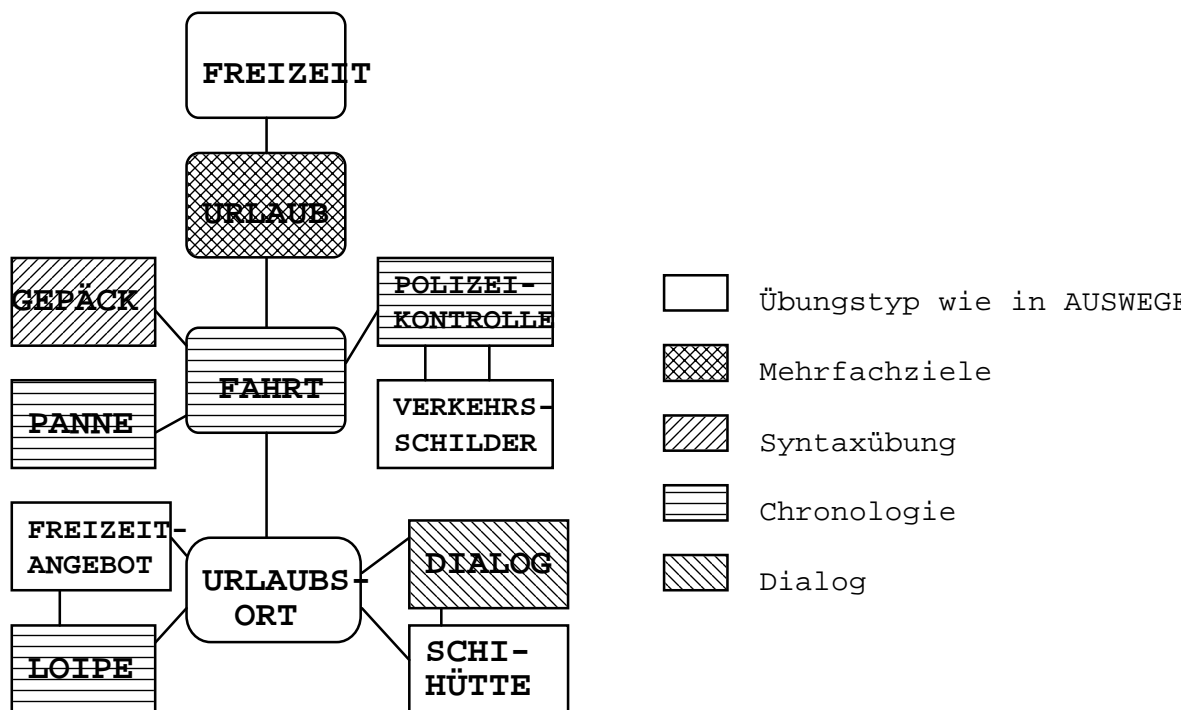 FREIZEIT
URLAUB
GEPÄCK
POLIZEI-
KONTROLLE
FAHRT
PANNE
VERKEHRS-
SCHILDER
FREIZEIT-
ANGEBOT
URLAUBS-
ORT
DIALOG
LOIPE
SCHI-
HÜTTE
Übungstyp wie in AUSWEGE
Mehrfachziele
Syntaxübung
Chronologie
Dialog